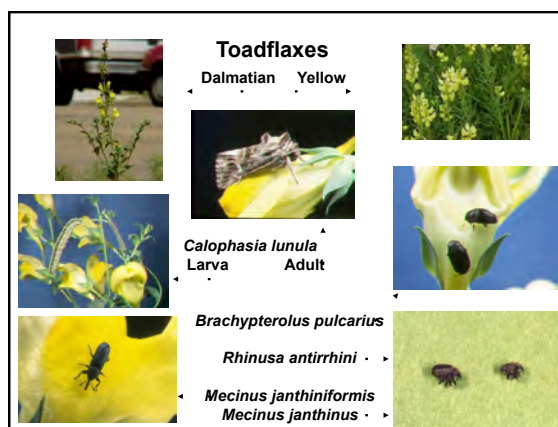 Toadflaxes
Dalmatian Yellow
Calophasia lunula
Larva Adult
Brachypterolus pulcarius
Rhinusa antirrhini
Mecinus janthiniformis
Mecinus janthinus